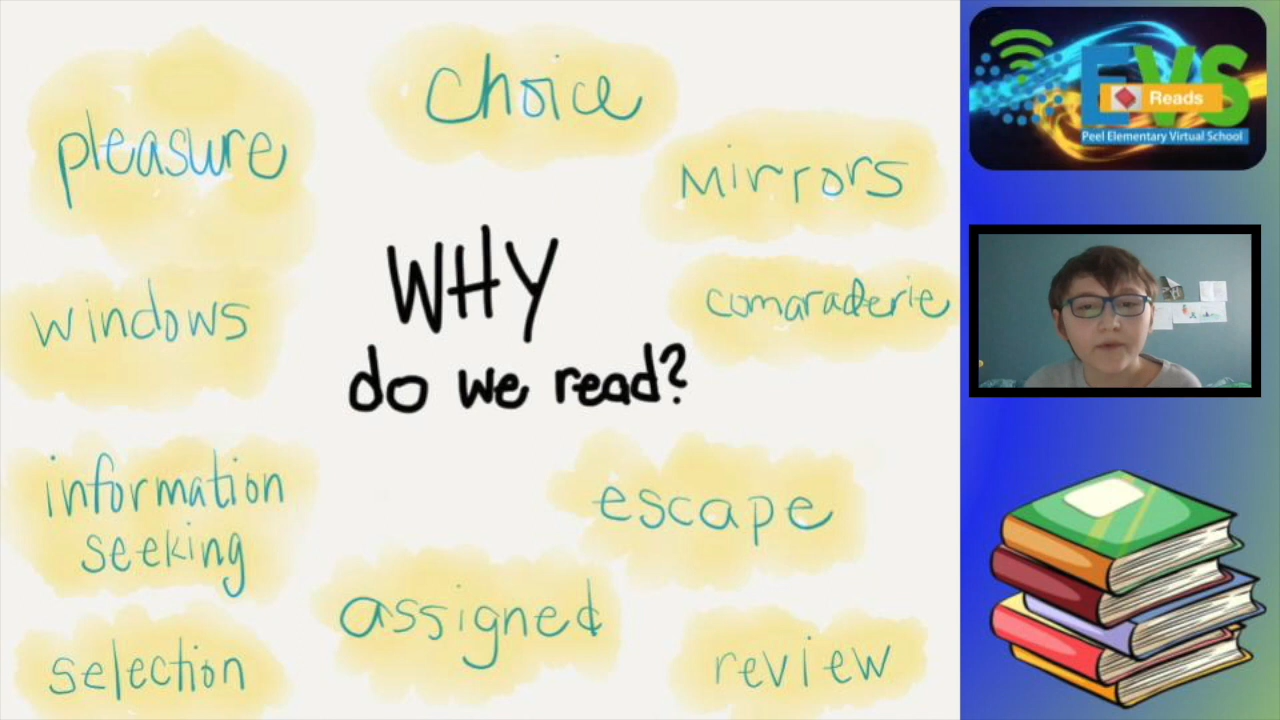 choice
pleasure
mirrors
WHY
do we read?
windows
comaraderie
information
seeking
escape
assigned
selection
review
EVS
Reads
Peel Elementary Virtual School